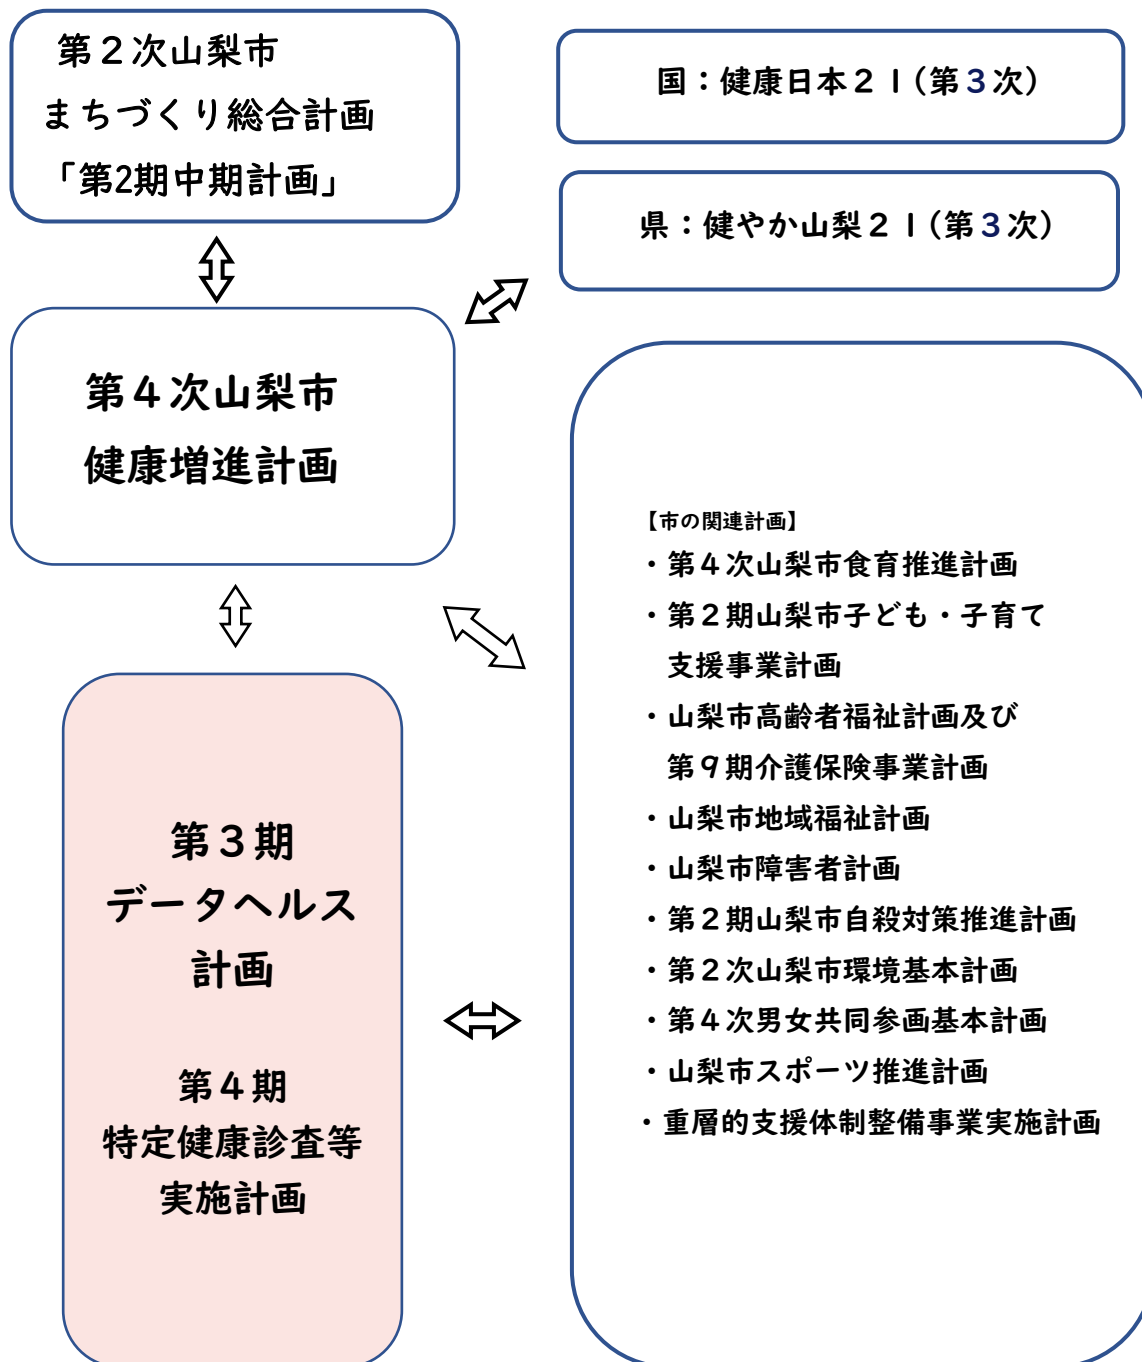 第２次山梨市
まちづくり総合計画
「第2期中期計画」
国：健康日本２１(第３次)
県：健やか山梨２１(第３次)
第４次山梨市
健康増進計画
第３期
データヘルス
計画
第４期
特定健康診査等
実施計画
【市の関連計画】
・第４次山梨市食育推進計画
・第２期山梨市子ども・子育て
支援事業計画
・山梨市高齢者福祉計画及び
第９期介護保険事業計画
・山梨市地域福祉計画
・山梨市障害者計画
・第２期山梨市自殺対策推進計画
・第２次山梨市環境基本計画
・第４次男女共同参画基本計画
・山梨市スポーツ推進計画
・重層的支援体制整備事業実施計画